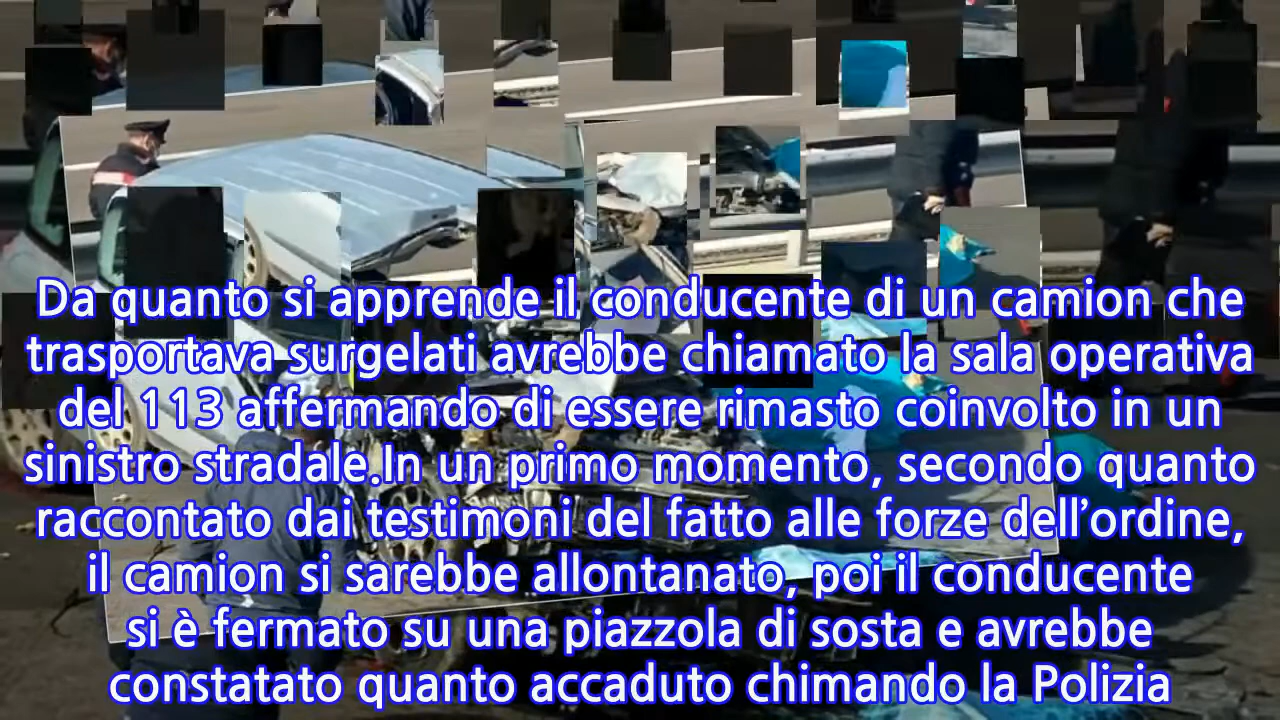 Da quanto si apprende il conducente di un camion che
trasportava surgelati avrebbe chiamato la sala operativa
del 113 affermando di essere rimasto coinvolto in un
sinistro stradale.In un primo momento, secondo quanto
raccontato dai testimoni del fatto alle forze dell’ordine,
il camion si sarebbe allontanato, poi il conducente
si è fermato su una piazzola di sosta e avrebbe
constatato quanto accaduto chimando la Polizia